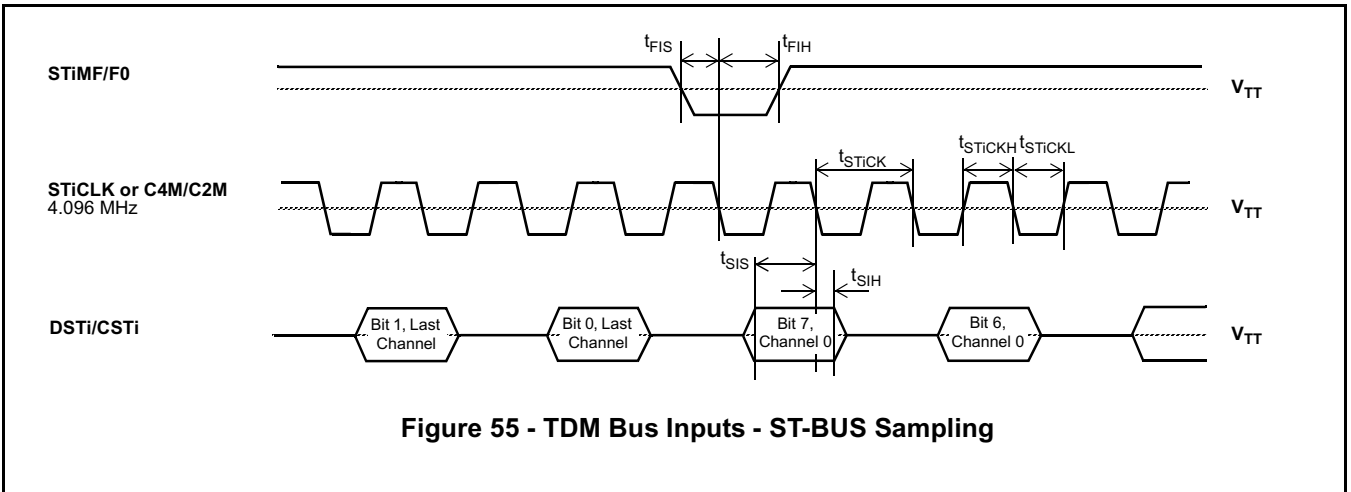 tFIS tFIH
STiMF/F0
VTT
tSTiCK tSTiCKH tSTiCKL
STiCLK or C4M/C2M
4.096 MHz
VTT
tSIS
tSIH
DSTi/CSTi
Bit 1, Last
Channel
Bit 0, Last
Channel
Bit 7,
Channel 0
Bit 6,
Channel 0
VTT
Figure 55 - TDM Bus Inputs - ST-BUS Sampling